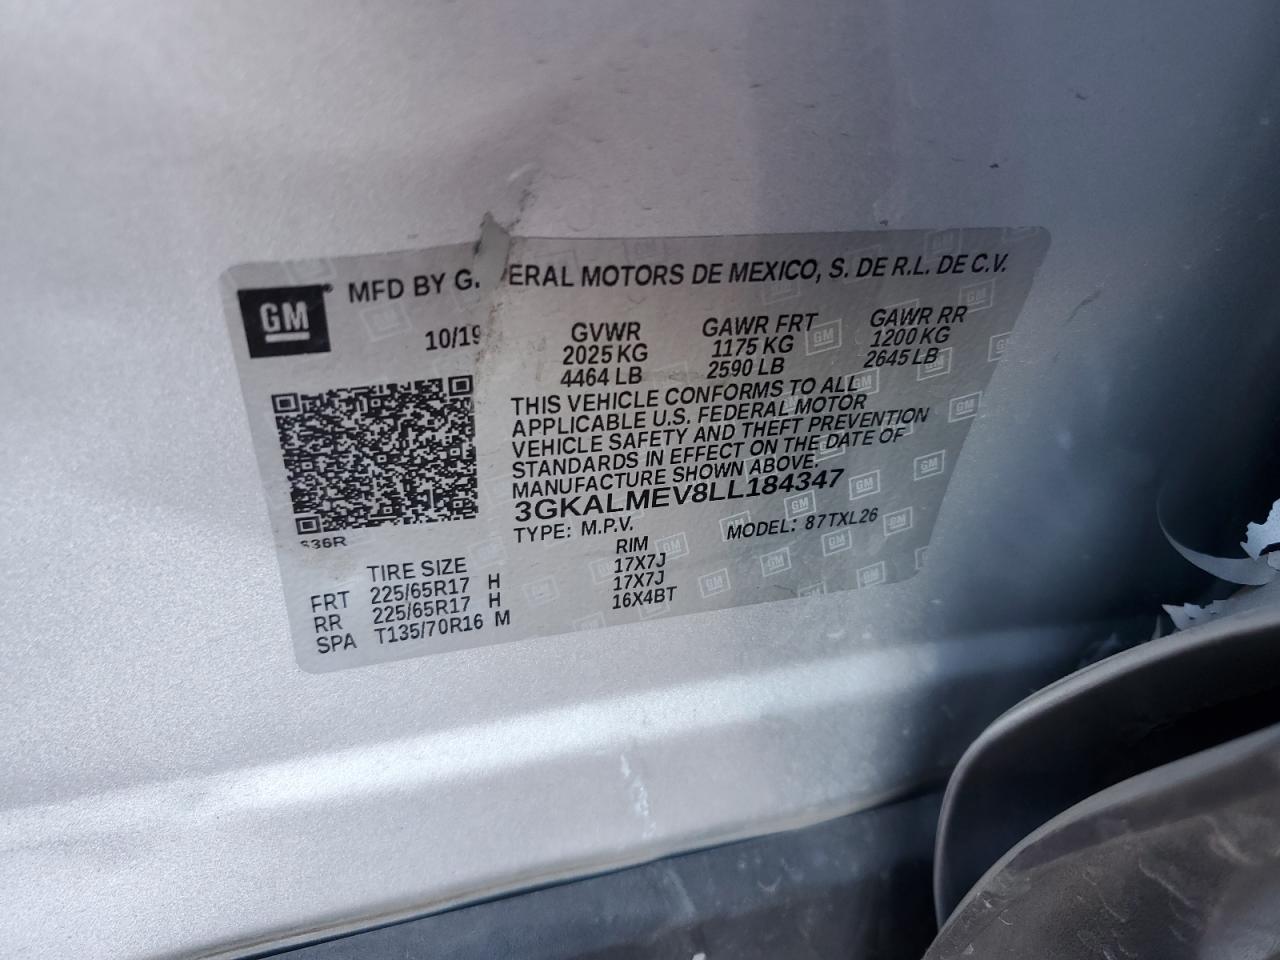 GM
MFD BY G. ERAL MOTORS DE MEXICO, S. DE R.L. DE C.V.
10/19
GVWR GAWR FRT GAWR RR
2025 KG 1175 KG 1200 KG
4464 LB 2590 LB 2645 LB
THIS VEHICLE CONFORMS TO ALL
APPLICABLE U.S. FEDERAL MOTOR
VEHICLE SAFETY AND THEFT PREVENTION
STANDARDS IN EFFECT ON THE DATE OF
MANUFACTURE SHOWN ABOVE.
3GKALMEV8LL184347
TYPE: M.P.V. MODEL: 87TXL26
S36R
TIRE SIZE RIM
FRT 225/65R17 H 17X7J
RR 225/65R17 H 17X7J
SPA T135/70R16 M 16X4BT